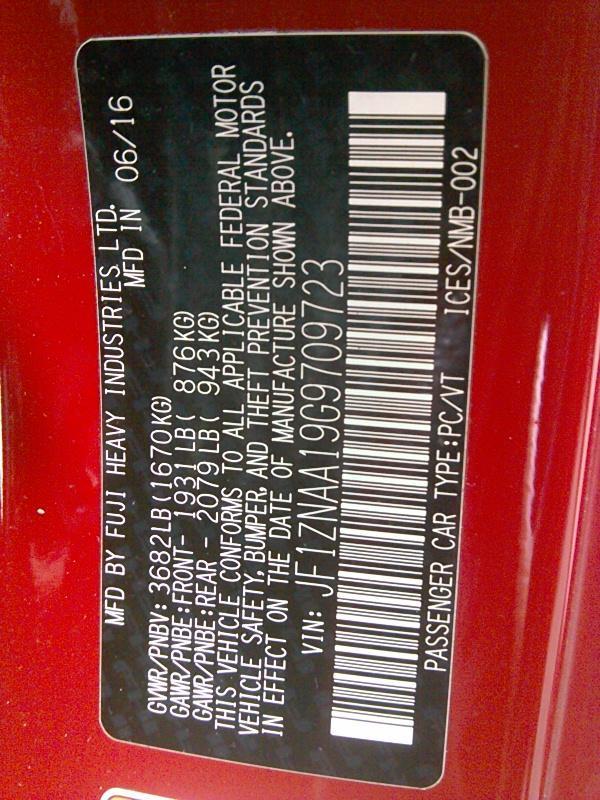 MFD BY FUJI HEAVY INDUSTRIES LTD.
MFD IN 06/16
GVWR/PNBV: 3682LB(1670KG)
GAWR/PNBE:FRONT- 1931LB( 876KG)
GAWR/PNBE:REAR - 2079LB( 943KG)
THIS VEHICLE CONFORMS TO ALL APPLICABLE FEDERAL MOTOR
VEHICLE SAFETY, BUMPER, AND THEFT PREVENTION STANDARDS
IN EFFECT ON THE DATE OF MANUFACTURE SHOWN ABOVE.
VIN: JF1ZNAA19G9709723
PASSENGER CAR TYPE:PC/VT ICES/NMB-002